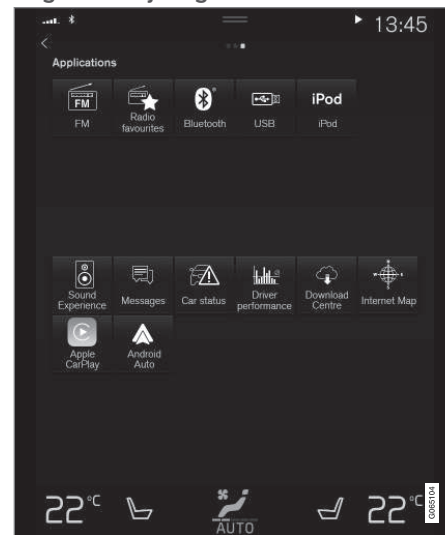 13:45
Applications
FM
FM
Radio
favourites
Bluetooth
USB
iPod
iPod
Sound
Experience
Messages
Car status
Driver
performance
Download
Centre
Internet Map
Apple
CarPlay
Android
Auto
22°C
AUTO
22°C
G065104